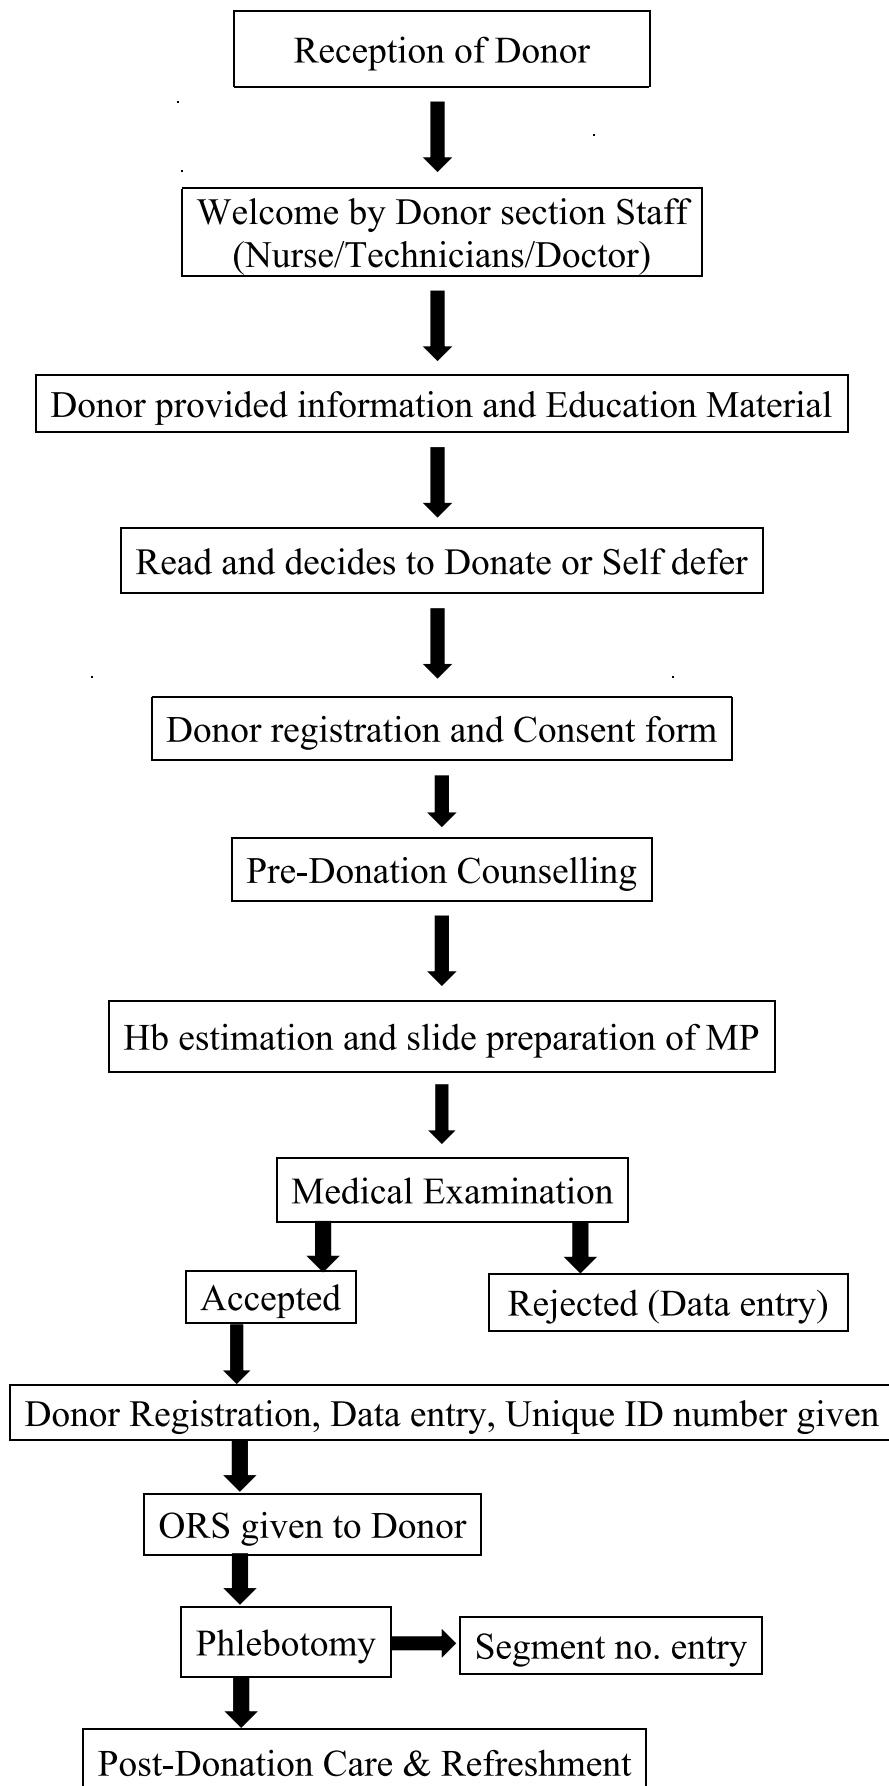 Reception of Donor
Welcome by Donor section Staff
(Nurse/Technicians/Doctor)
Donor provided information and Education Material
Read and decides to Donate or Self defer
Donor registration and Consent form
Pre-Donation Counselling
Hb estimation and slide preparation of MP
Medical Examination
Accepted
Rejected (Data entry)
Donor Registration, Data entry, Unique ID number given
ORS given to Donor
Phlebotomy
Segment no. entry
Post-Donation Care & Refreshment